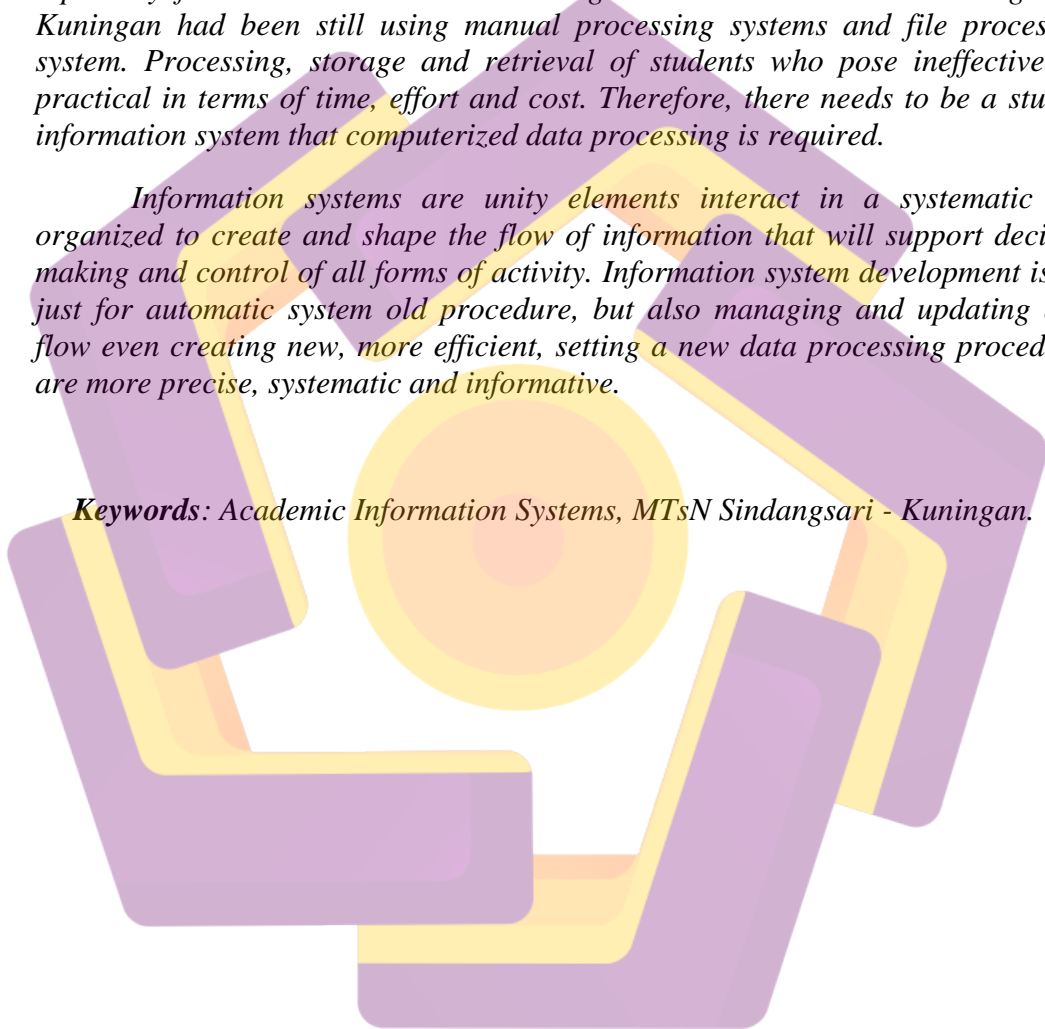 Kuningan had been still using manual processing systems and file process
system. Processing, storage and retrieval of students who pose ineffective
practical in terms of time, effort and cost. Therefore, there needs to be a stu
information system that computerized data processing is required.
Information systems are unity elements interact in a systematic
organized to create and shape the flow of information that will support deci
making and control of all forms of activity. Information system development is
just for automatic system old procedure, but also managing and updating
flow even creating new, more efficient, setting a new data processing proced
are more precise, systematic and informative.
Keywords: Academic Information Systems, MTsN Sindangsari - Kuningan.